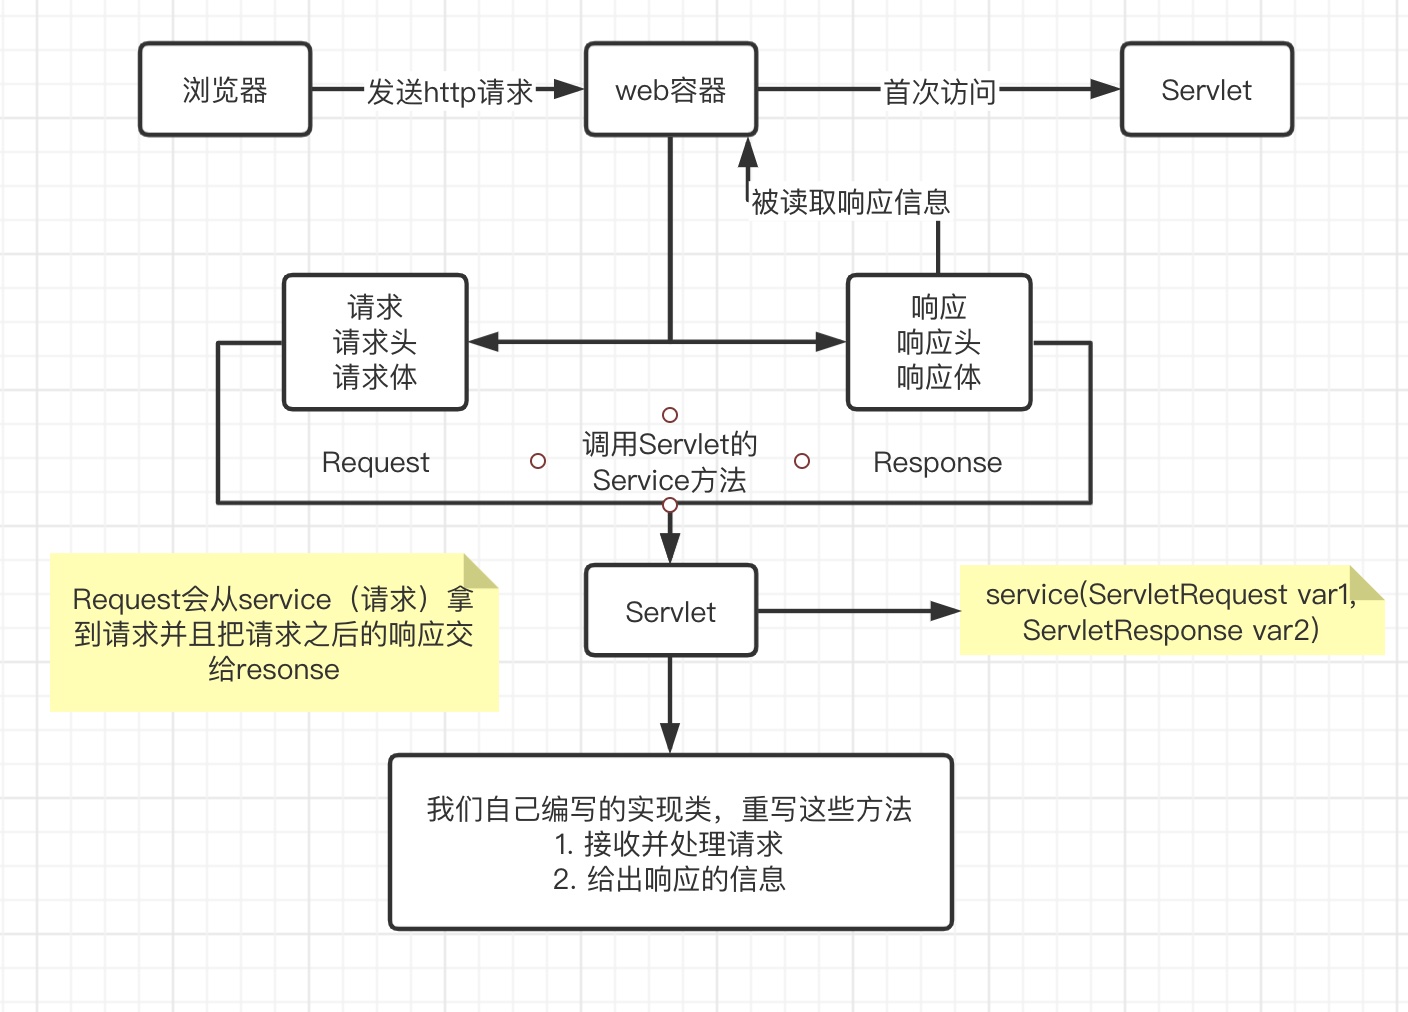 浏览器
发送http请求
web容器
首次访问
Servlet
被读取响应信息
请求
请求头
请求体
响应
响应头
响应体
Request
调用Servlet的
Service方法
Response
Request会从service（请求）拿
到请求并且把请求之后的响应交
给resonse
Servlet
service(ServletRequest var1,
ServletResponse var2)
我们自己编写的实现类，重写这些方法
1. 接收并处理请求
2. 给出响应的信息